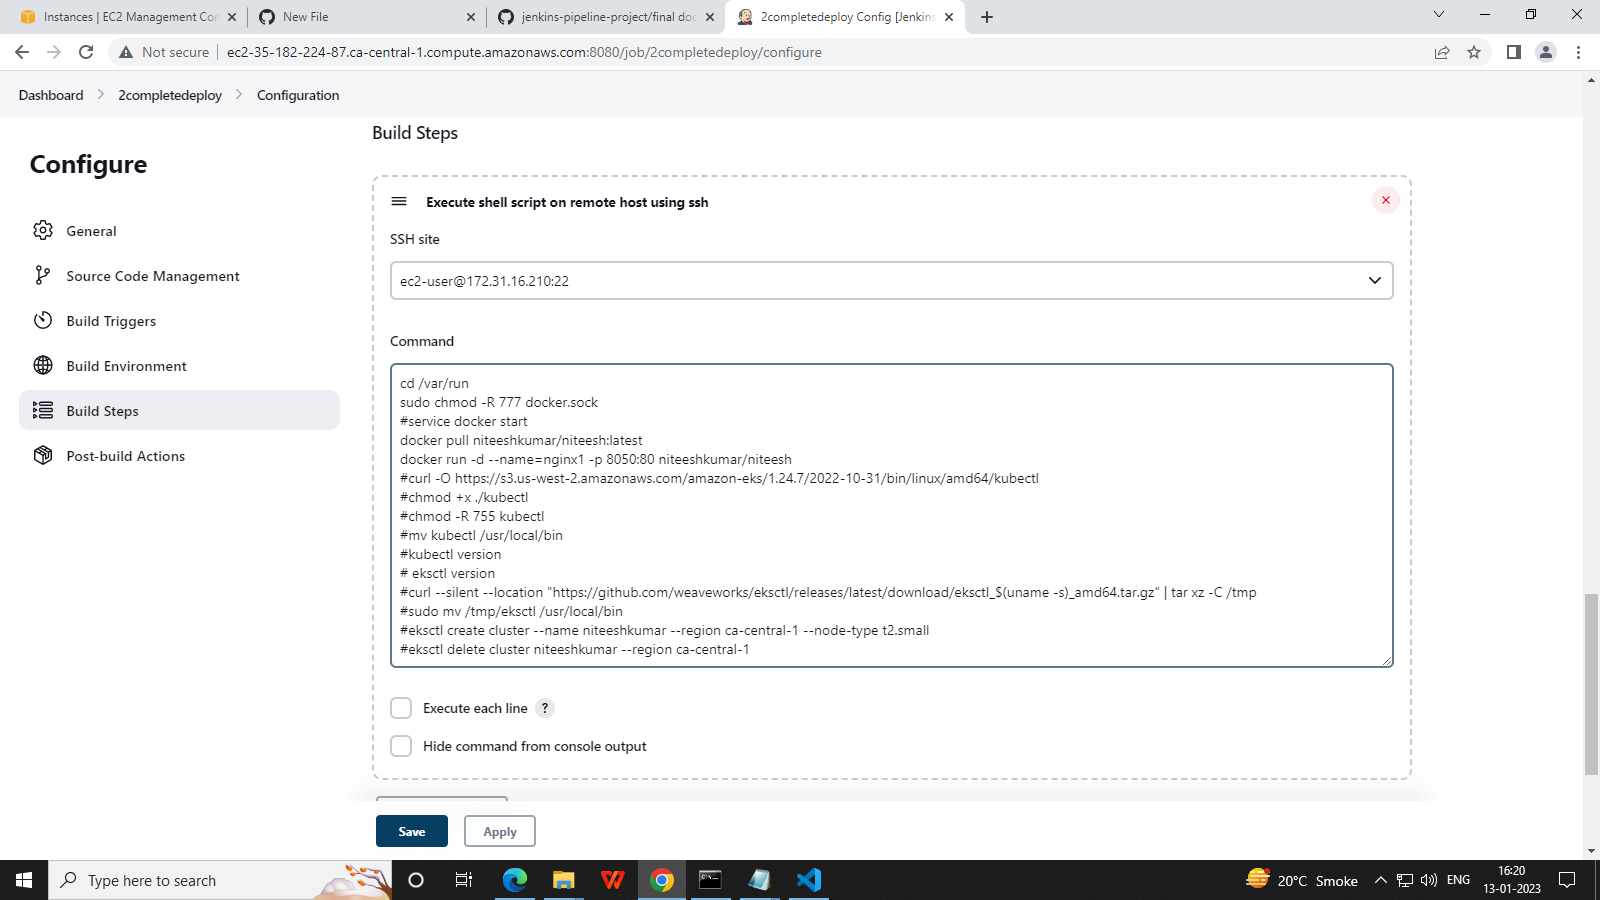 Instances | EC2 Management Con
New File
jenkins-pipeline-project/final doc
2completedeploy Config [Jenkins
Not secure
ec2-35-182-224-87.ca-central-1.compute.amazonaws.com:8080/job/2completedeploy/configure
Dashboard
2completedeploy
Configuration
Configure
General
Source Code Management
Build Triggers
Build Environment
Build Steps
Post-build Actions
Build Steps
Execute shell script on remote host using ssh
SSH site
ec2-user@172.31.16.210:22
Command
cd /var/run
sudo chmod -R 777 docker.sock
#service docker start
docker pull niteeshkumar/niteesh:latest
docker run -d --name=nginx1 -p 8050:80 niteeshkumar/niteesh
#curl -O https://s3.us-west-2.amazonaws.com/amazon-eks/1.24.7/2022-10-31/bin/linux/amd64/kubectl
#chmod +x ./kubectl
#chmod -R 755 kubectl
#mv kubectl /usr/local/bin
#kubectl version
# eksctl version
#curl --silent --location "https://github.com/weaveworks/eksctl/releases/latest/download/eksctl_$(uname -s)_amd64.tar.gz" | tar xz -C /tmp
#sudo mv /tmp/eksctl /usr/local/bin
#eksctl create cluster --name niteeshkumar --region ca-central-1 --node-type t2.small
#eksctl delete cluster niteeshkumar --region ca-central-1
Execute each line ?
Hide command from console output
Save
Apply
Type here to search
20°C Smoke
ENG
16:20
13-01-2023